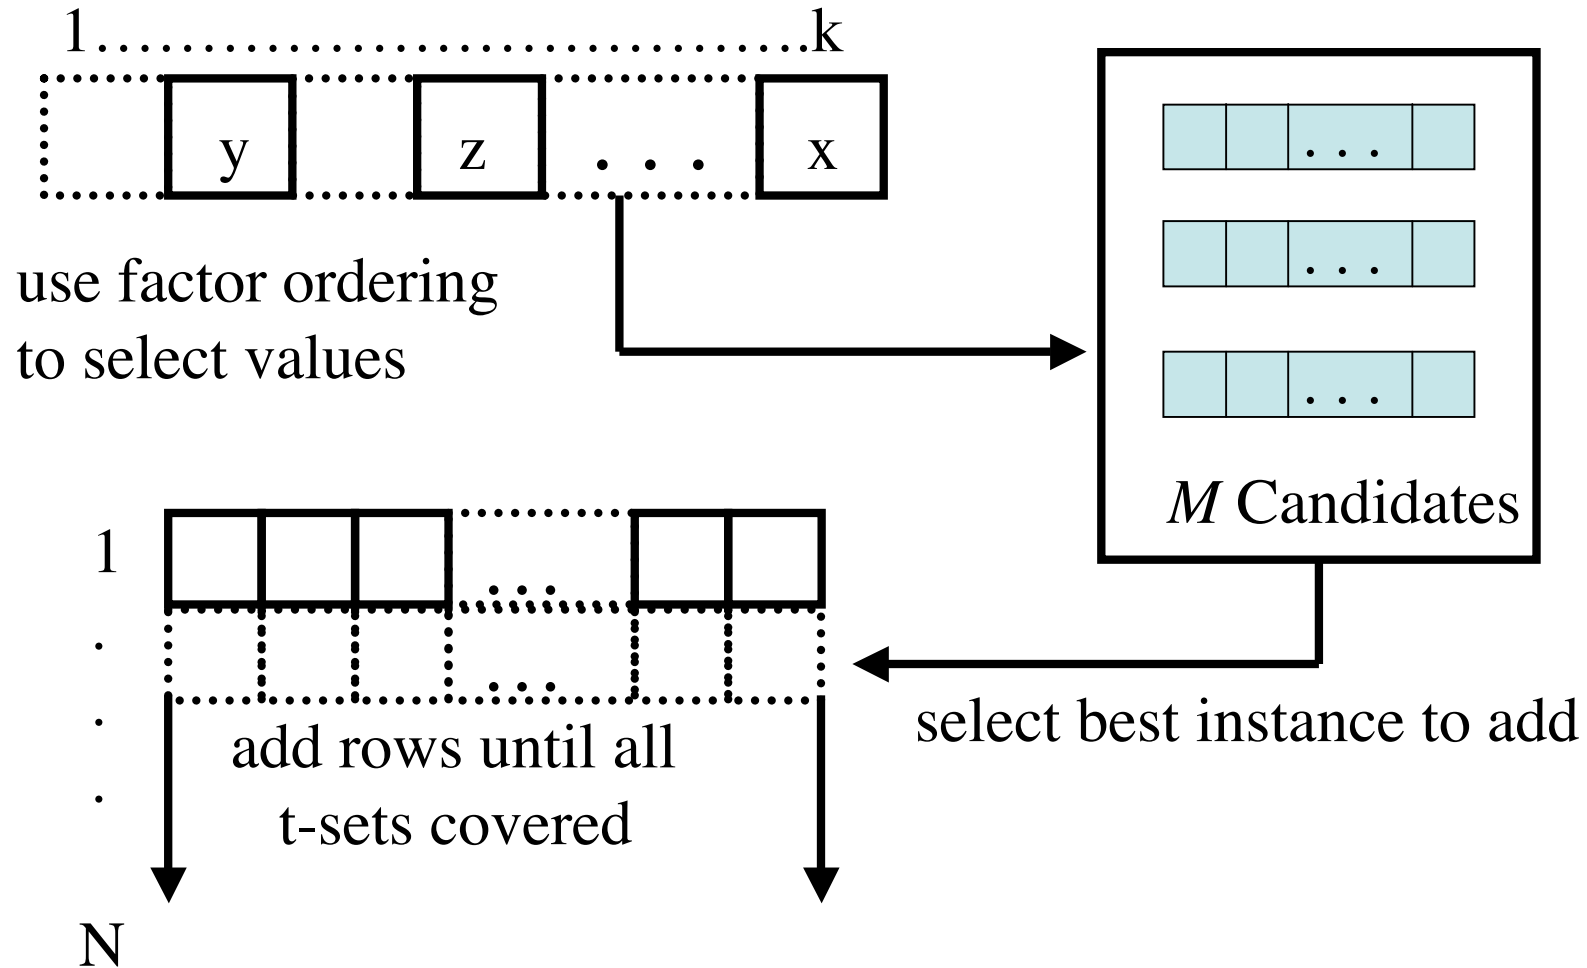 1..............................k
y z . . . x
use factor ordering
to select values
. . .
. . .
. . .
M Candidates
1
. . .
.
. . .
select best instance to add
.
add rows until all
.
t-sets covered
N